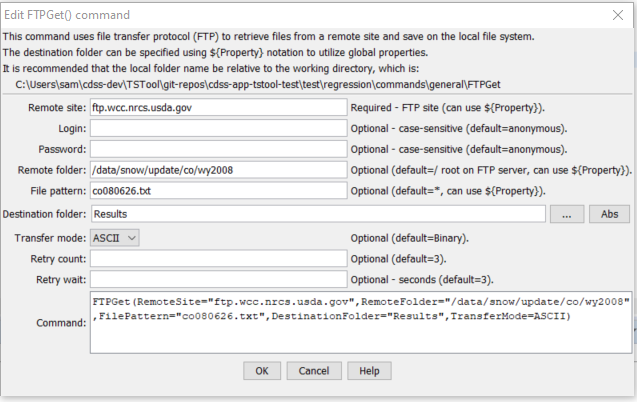 Edit FTPGet() command
This command uses file transfer protocol (FTP) to retrieve files from a remote site and save on the local file system.
The destination folder can be specified using ${Property} notation to utilize global properties.
It is recommended that the local folder name be relative to the working directory, which is:
C:\Users\sam\cdss-dev\TSTool\git-repos\cdss-app-tstool-test\test\regression\commands\general\FTPGet
Remote site: ftp.wcc.nrcs.usda.gov Required - FTP site (can use ${Property}).
Login: Optional - case-sensitive (default=anonymous).
Password: Optional - case-sensitive (default=anonymous).
Remote folder: /data/snow/update/co/wy2008 Optional (default=/ root on FTP server, can use ${Property}).
File pattern: co080626.txt Optional (default=*, can use ${Property}).
Destination folder: Results ... Abs
Transfer mode: ASCII Optional (default=Binary).
Retry count: Optional (default=3).
Retry wait: Optional - seconds (default=3).
Command: FTPGet(RemoteSite="ftp.wcc.nrcs.usda.gov",RemoteFolder="/data/snow/update/co/wy2008"
,FilePattern="co080626.txt",DestinationFolder="Results",TransferMode=ASCII)
OK Cancel Help